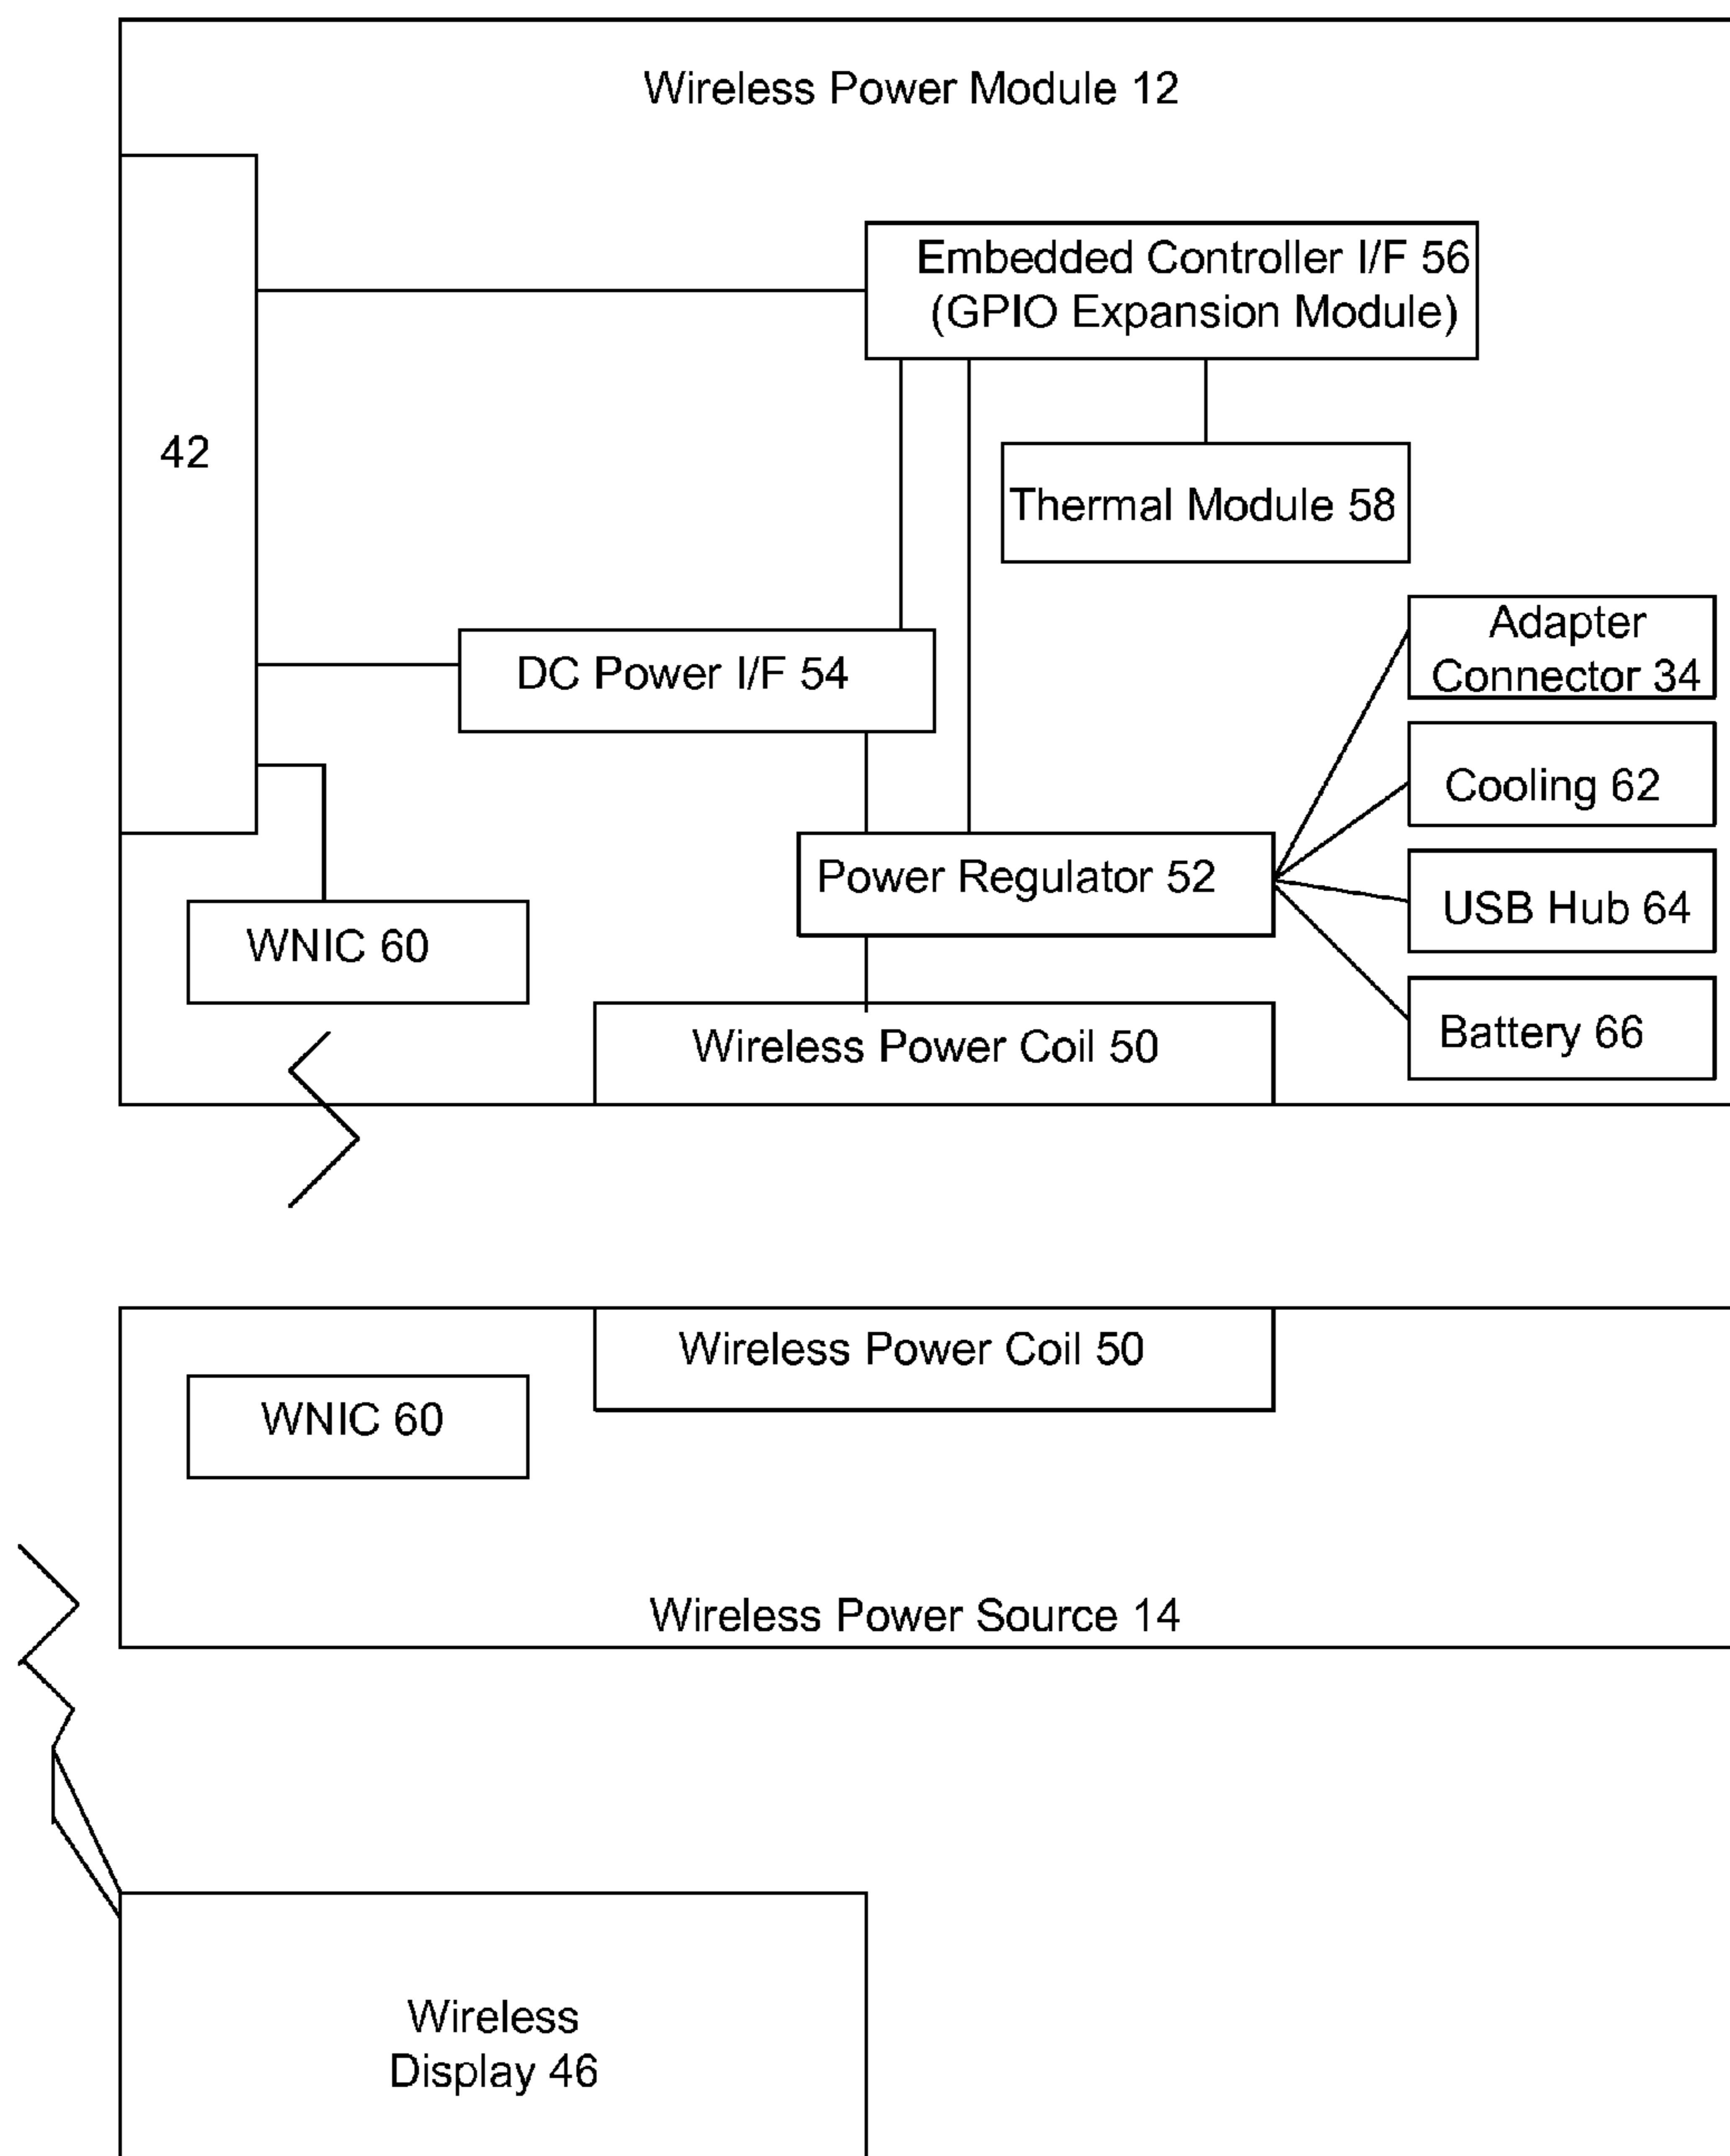 Wireless Power Module 12
Embedded Controller I/F 56
(GPIO Expansion Module)
42
Thermal Module 58
Adapter
Connector 34
DC Power I/F 54
Cooling 62
Power Regulator 52
USB Hub 64
WNIC 60
Wireless Power Coil 50
Battery 66
Wireless Power Coil 50
WNIC 60
Wireless Power Source 14
Wireless
Display 46